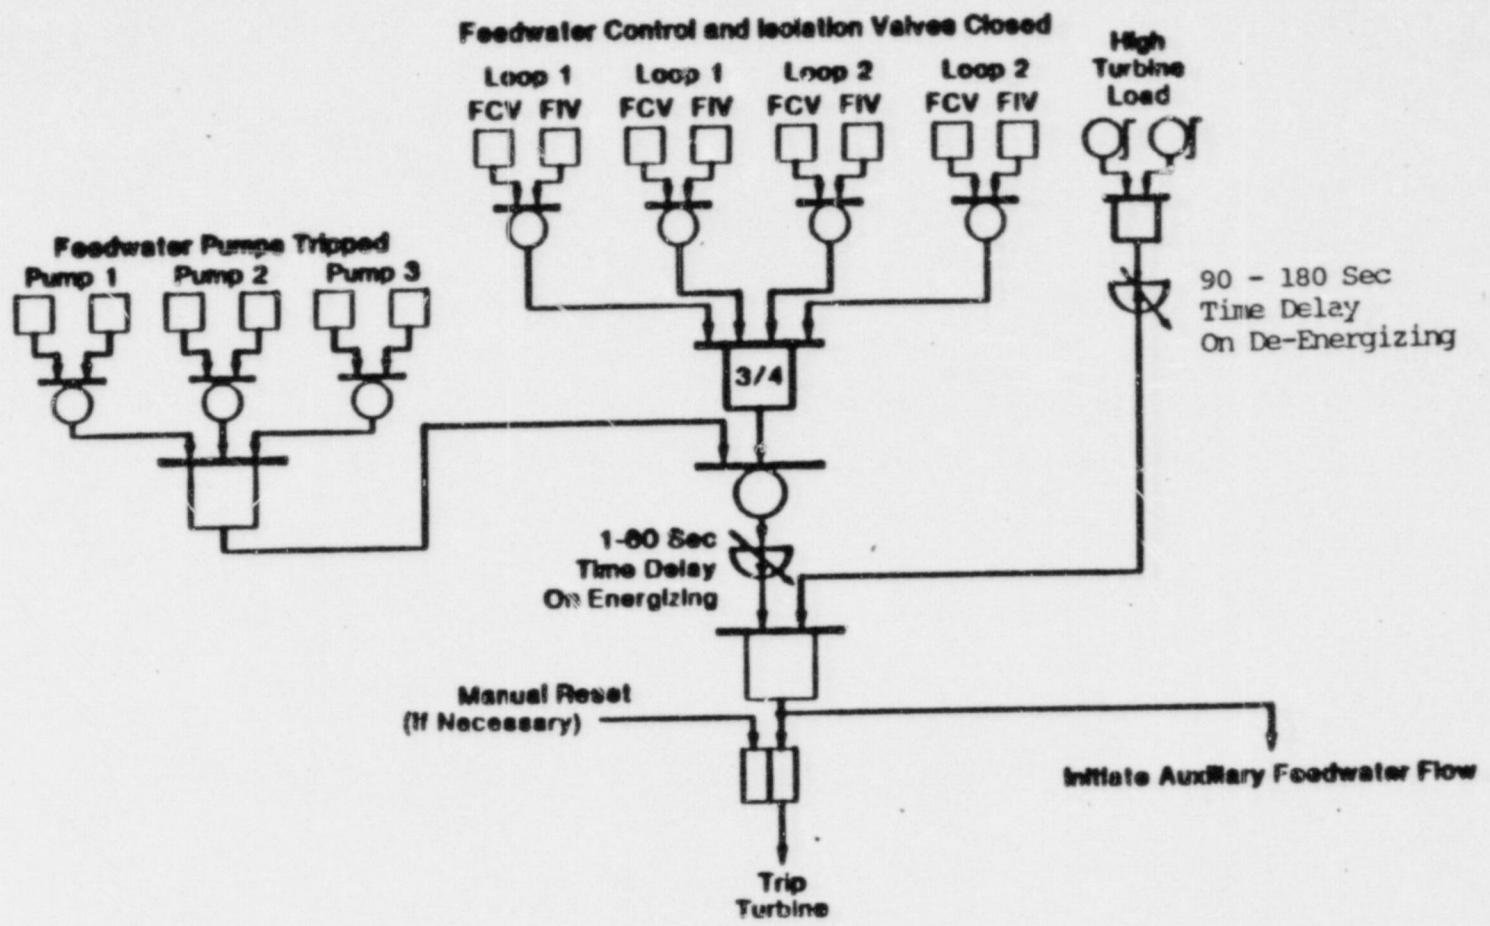 Feedwater Control and Isolation Valves Closed
Loop 1 Loop 1 Loop 2 Loop 2
FCV FIV FCV FIV FCV FIV FCV FIV
High
Turbine
Load
Feedwater Pumps Tripped
Pump 1 Pump 2 Pump 3
90 - 180 Sec
Time Delay
On De-Energizing
3/4
1-60 Sec
Time Delay
On Energizing
Manual Reset
(If Necessary)
Initiate Auxiliary Feedwater Flow
Trip
Turbine